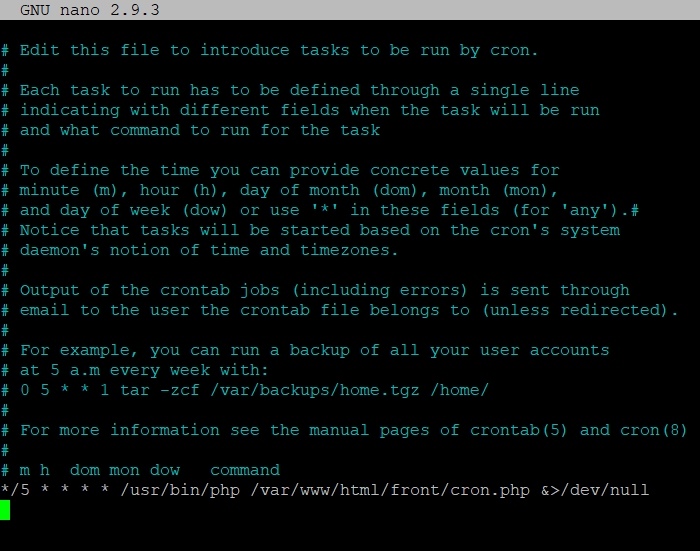 GNU nano 2.9.3
# Edit this file to introduce tasks to be run by cron.
#
# Each task to run has to be defined through a single line
# indicating with different fields when the task will be run
# and what command to run for the task
#
# To define the time you can provide concrete values for
# minute (m), hour (h), day of month (dom), month (mon),
# and day of week (dow) or use '*' in these fields (for 'any').#
# Notice that tasks will be started based on the cron's system
# daemon's notion of time and timezones.
#
# Output of the crontab jobs (including errors) is sent through
# email to the user the crontab file belongs to (unless redirected).
#
# For example, you can run a backup of all your user accounts
# at 5 a.m every week with:
# 0 5 * * 1 tar -zcf /var/backups/home.tgz /home/
#
# For more information see the manual pages of crontab(5) and cron(8)
#
# m h  dom mon dow   command
*/5 * * * * /usr/bin/php /var/www/html/front/cron.php &>/dev/null